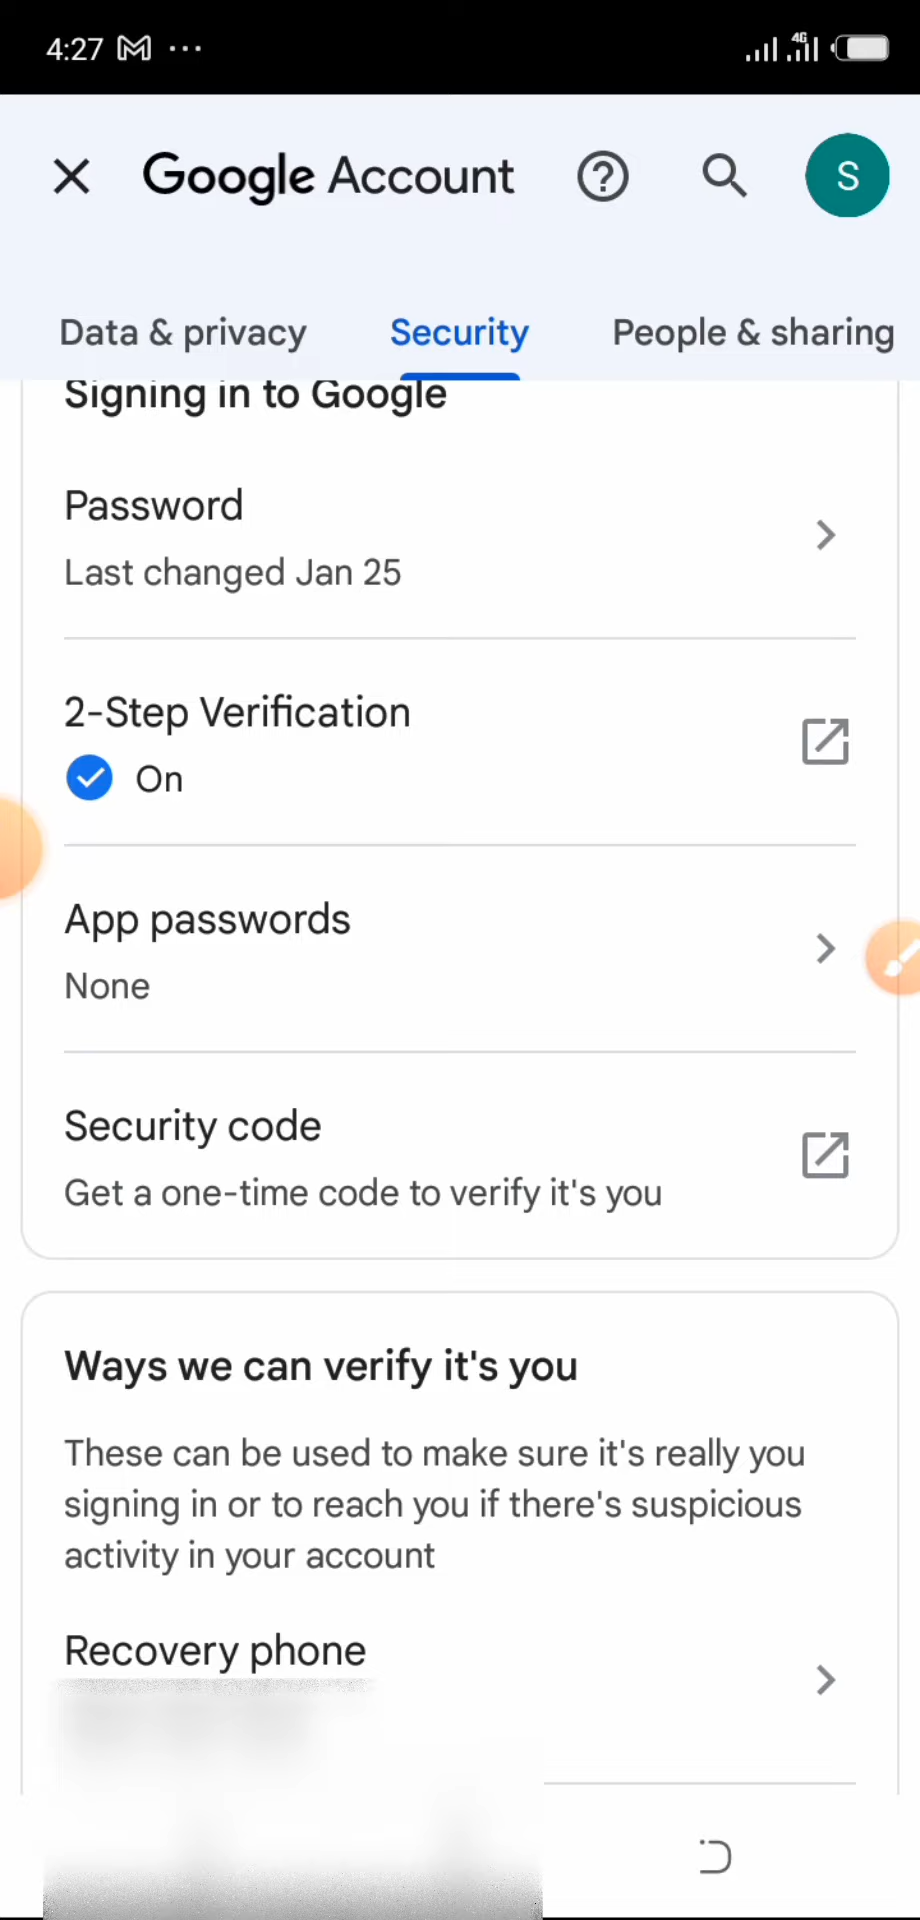 4:27
4G
Google Account
S
Data & privacy
Security
People & sharing
Signing in to Google
Password
Last changed Jan 25
2-Step Verification
On
App passwords
None
Security code
Get a one-time code to verify it's you
Ways we can verify it's you
These can be used to make sure it's really you
signing in or to reach you if there's suspicious
activity in your account
Recovery phone